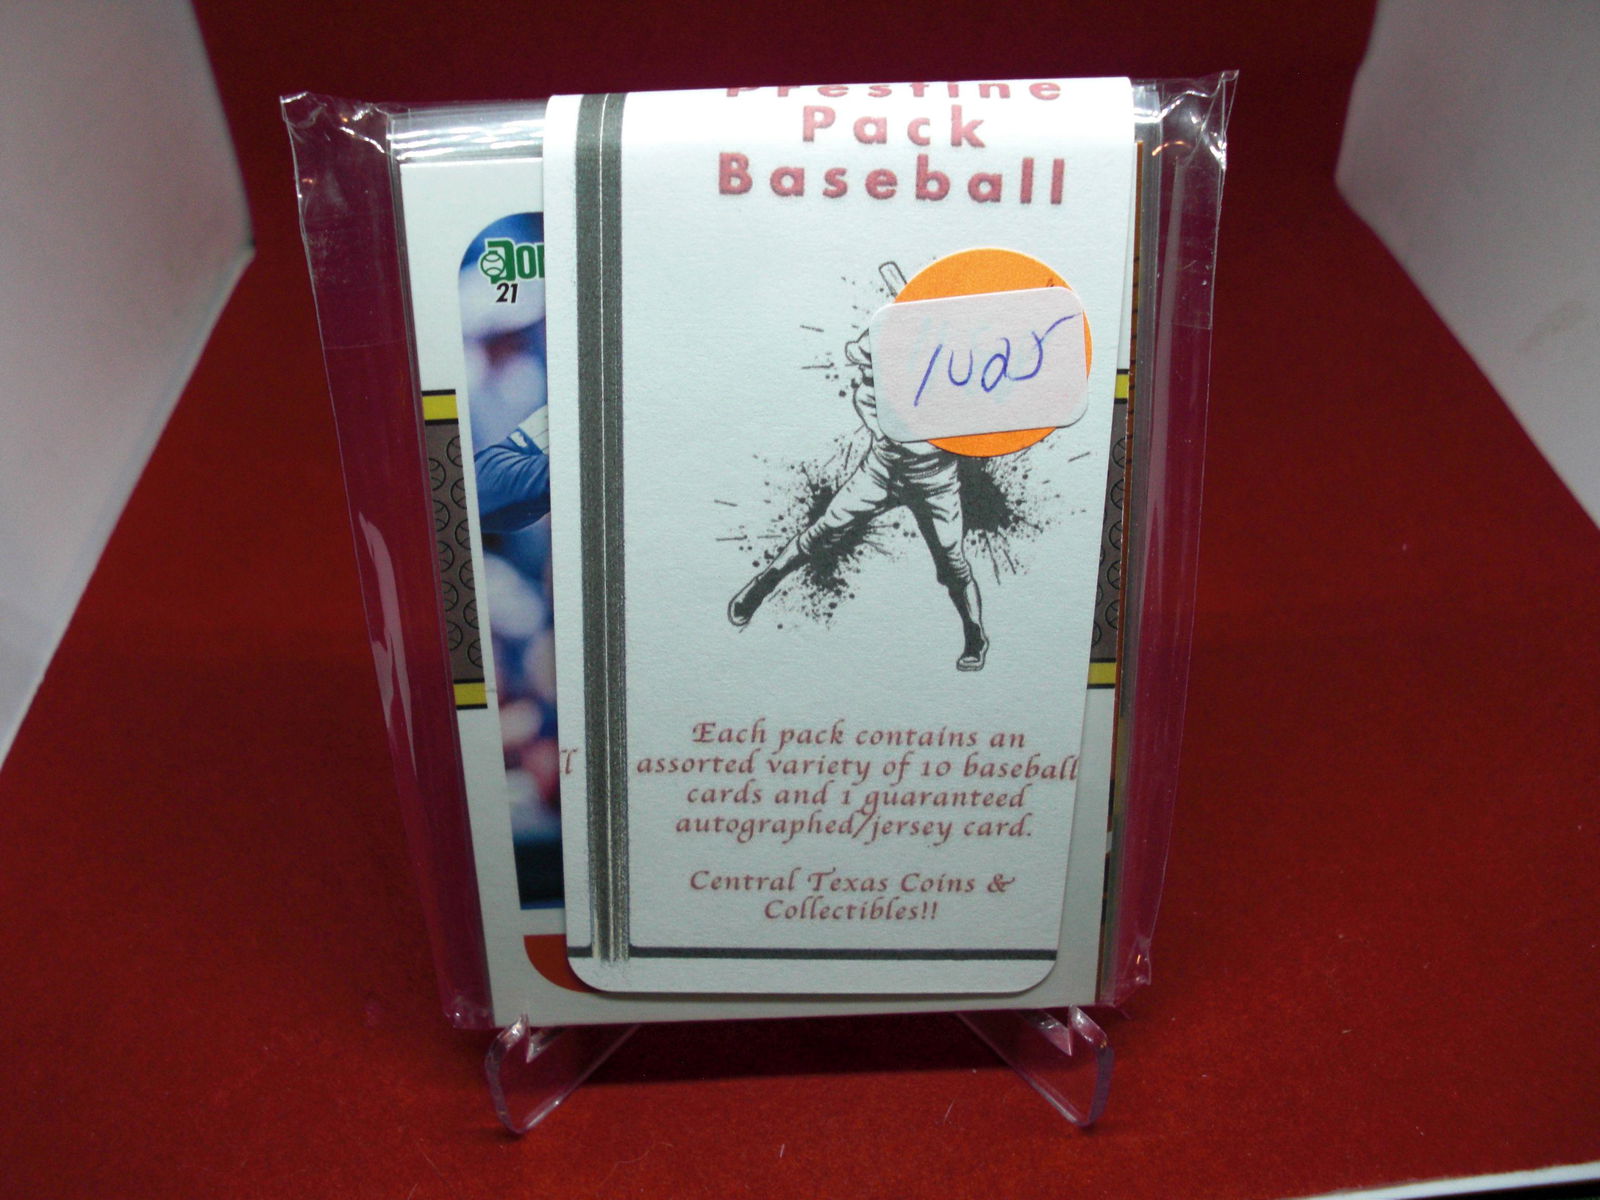 Prestine
Pack
Baseball
21
1025
Each pack contains an
assorted variety of 10 baseball
cards and 1 guaranteed
autographed/jersey card.
Central Texas Coins &
Collectibles!!